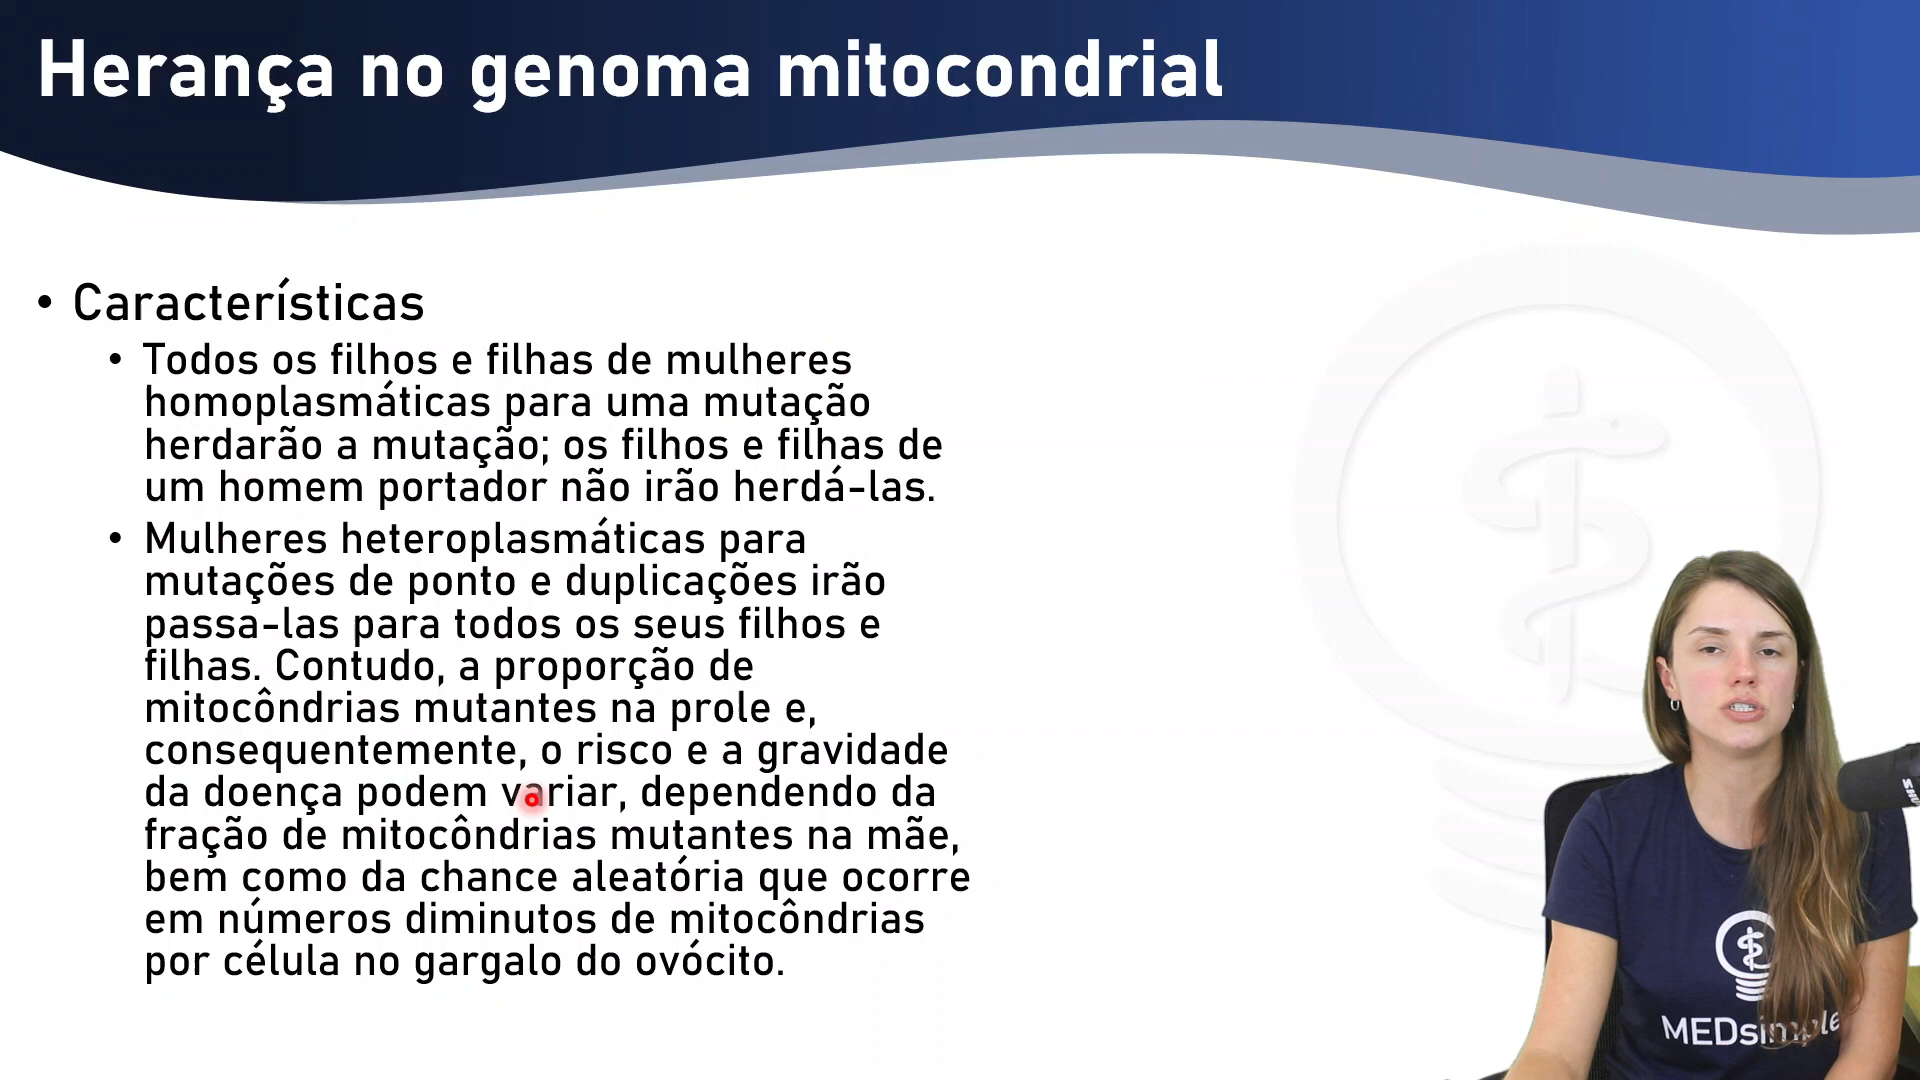 Herança no genoma mitocondrial
• Características
• Todos os filhos e filhas de mulheres
homoplasmáticas para uma mutação
herdarão a mutação; os filhos e filhas de
um homem portador não irão herdá-las.
• Mulheres heteroplasmáticas para
mutações de ponto e duplicações irão
passa-las para todos os seus filhos e
filhas. Contudo, a proporção de
mitocôndrias mutantes na prole e,
consequentemente, o risco e a gravidade
da doença podem variar, dependendo da
fração de mitocôndrias mutantes na mãe,
bem como da chance aleatória que ocorre
em números diminutos de mitocôndrias
por célula no gargalo do ovócito.
MEDsimple